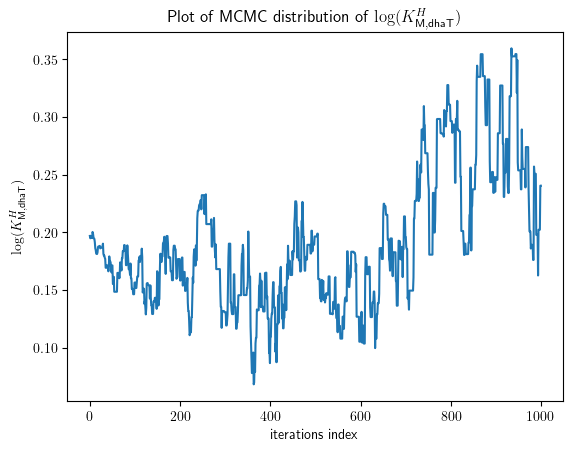 Plot of MCMC distribution of log(K^H_M,dhaT)
0.35
0.30
0.25
0.20
0.15
0.10
log(K^H_M,dhaT)
0 200 400 600 800 1000
iterations index